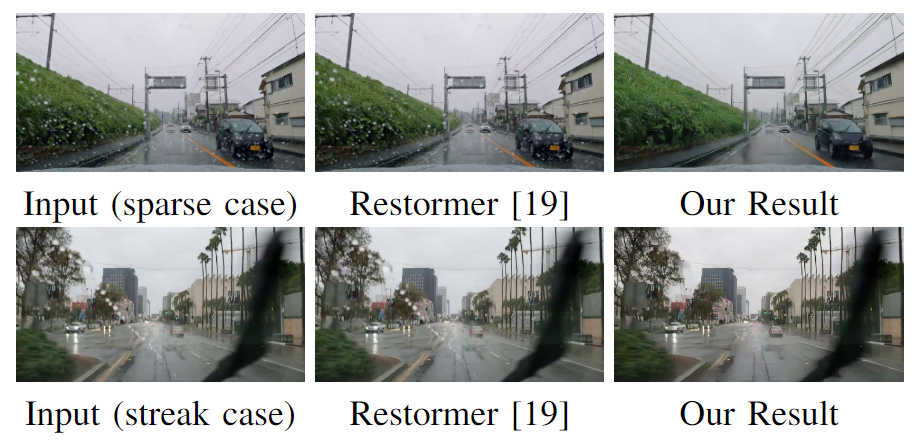 Input (sparse case) Restormer [19] Our Result
Input (streak case) Restormer [19] Our Result